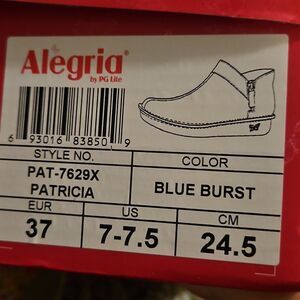 Alegria
by PG Lite
6 93016 83850 9
STYLE NO.
COLOR
PAT-7629X
PATRICIA
BLUE BURST
EUR
US
CM
37
7-7.5
24.5